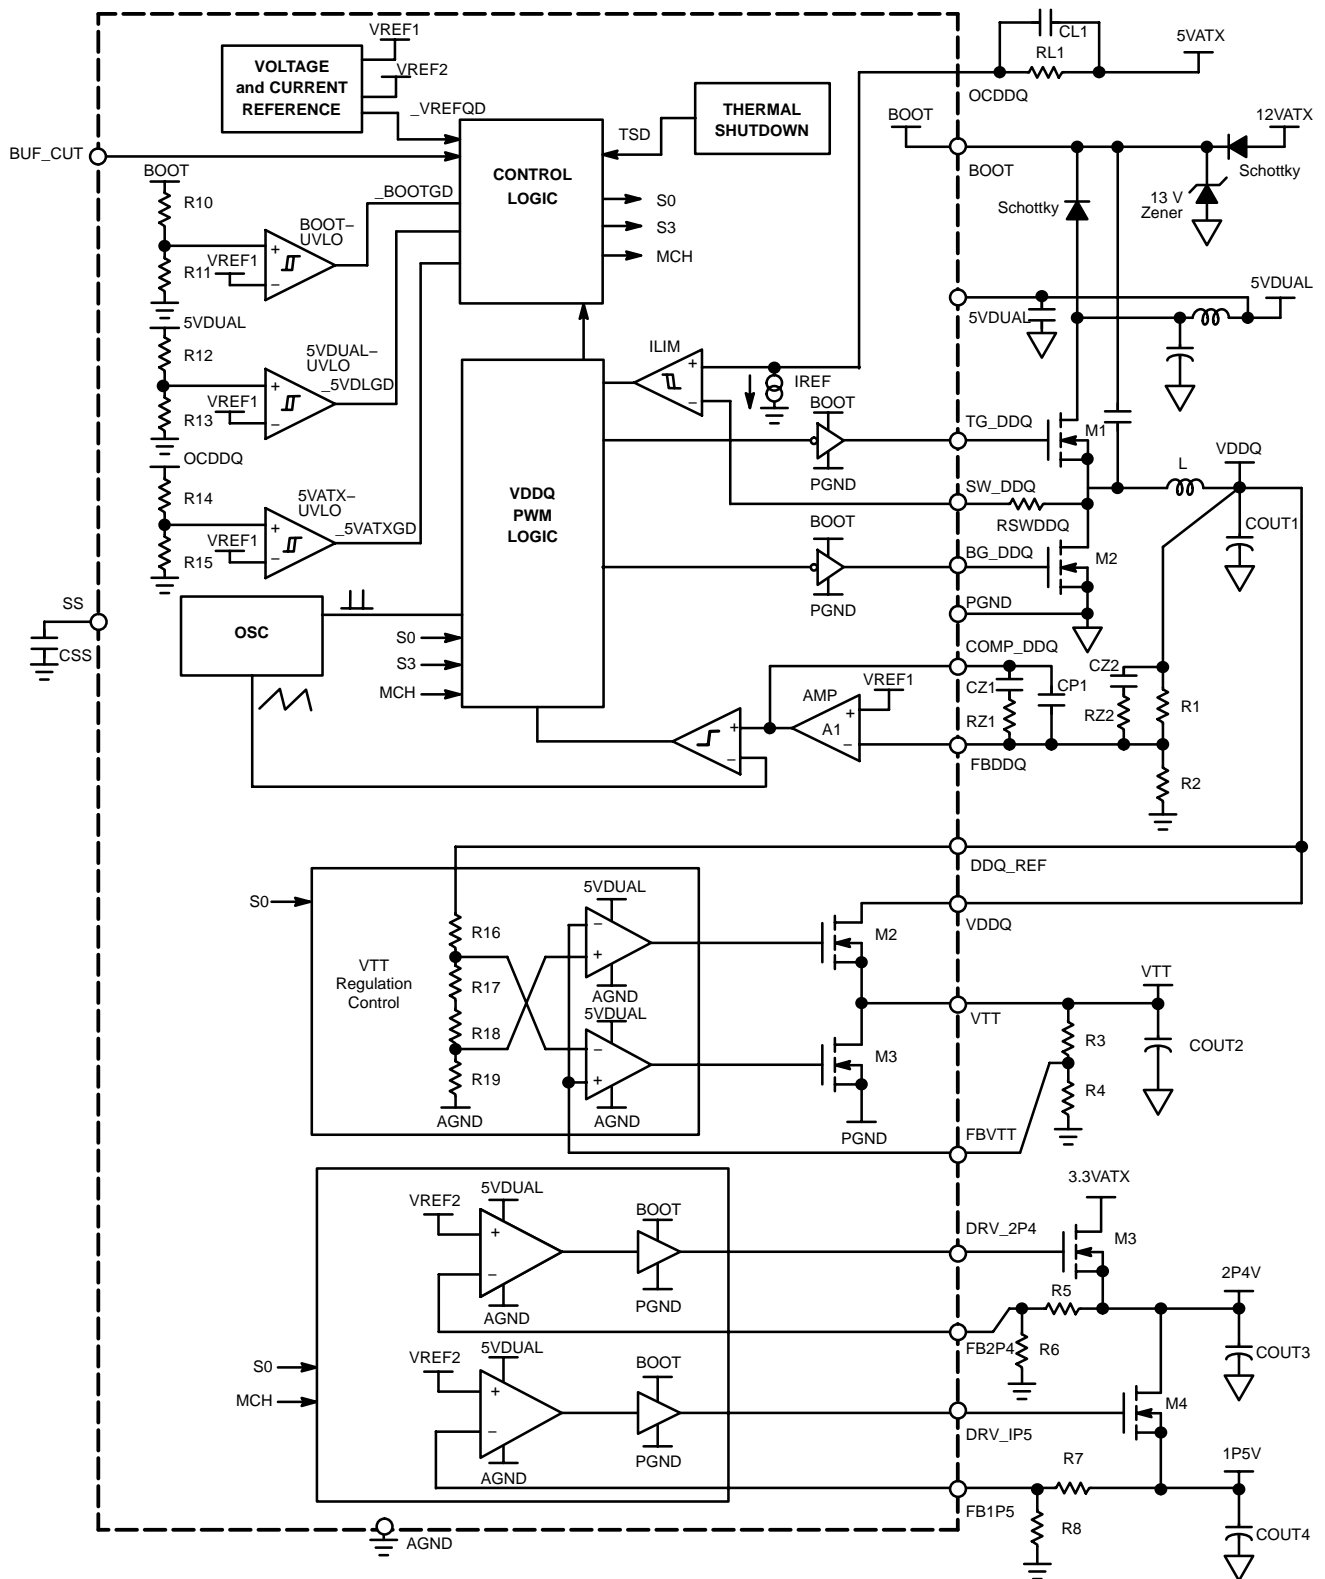 VREF1
VREF2
VOLTAGE
and CURRENT
REFERENCE
_VREFQD
THERMAL
SHUTDOWN
TSD
CL1
RL1
5VATX
OCDDQ
BUF_CUT
BOOT
R10
R11
VREF1
BOOT–
UVLO
+
−
_BOOTGD
CONTROL
LOGIC
S0
S3
MCH
BOOT
BOOT
12VATX
Schottky
Schottky
13 V
Zener
5VDUAL
R12
R13
VREF1
5VDUAL–
UVLO
_5VDLGD
+
−
5VDUAL
5VDUAL
ILIM
+
−
IREF
OCDDQ
R14
R15
VREF1
5VATX–
UVLO
_5VATXGD
+
−
VDDQ
PWM
LOGIC
BOOT
PGND
TG_DDQ
M1
SW_DDQ
RSWDDQ
L
VDDQ
COUT1
BOOT
PGND
BG_DDQ
M2
PGND
SS
CSS
OSC
S0
S3
MCH
COMP_DDQ
CZ1
RZ1
CP1
CZ2
RZ2
R1
R2
AMP
A1
VREF1
+
−
+
−
FBDDQ
DDQ_REF
S0
VTT
Regulation
Control
R16
R17
R18
R19
AGND
5VDUAL
−
+
AGND
5VDUAL
−
+
AGND
M2
M3
PGND
VDDQ
VTT
VTT
R3
R4
COUT2
FBVTT
3.3VATX
VREF2
5VDUAL
+
−
AGND
BOOT
PGND
DRV_2P4
M3
R5
R6
FB2P4
2P4V
COUT3
S0
MCH
VREF2
5VDUAL
+
−
AGND
BOOT
PGND
DRV_IP5
M4
R7
R8
FB1P5
1P5V
COUT4
AGND